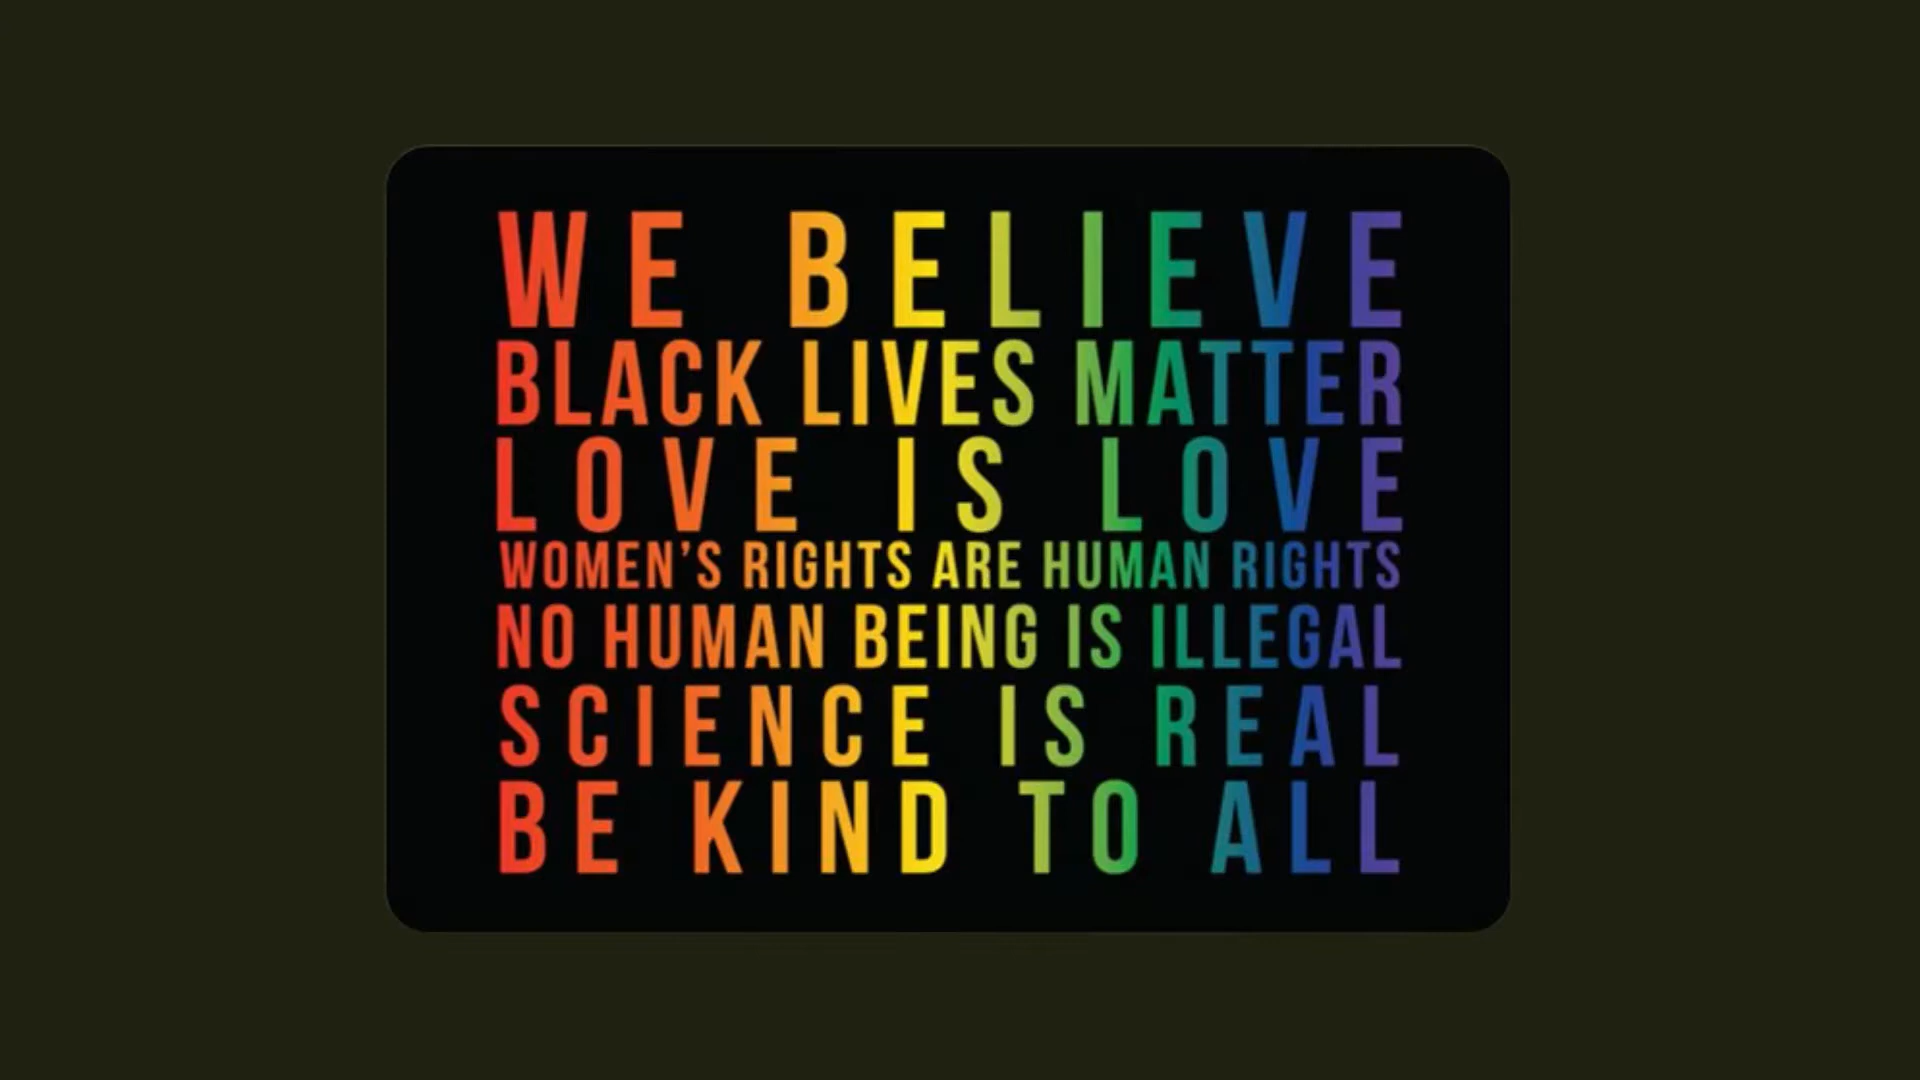 WE BELIEVE
BLACK LIVES MATTER
LOVE IS LOVE
WOMEN’S RIGHTS ARE HUMAN RIGHTS
NO HUMAN BEING IS ILLEGAL
SCIENCE IS REAL
BE KIND TO ALL